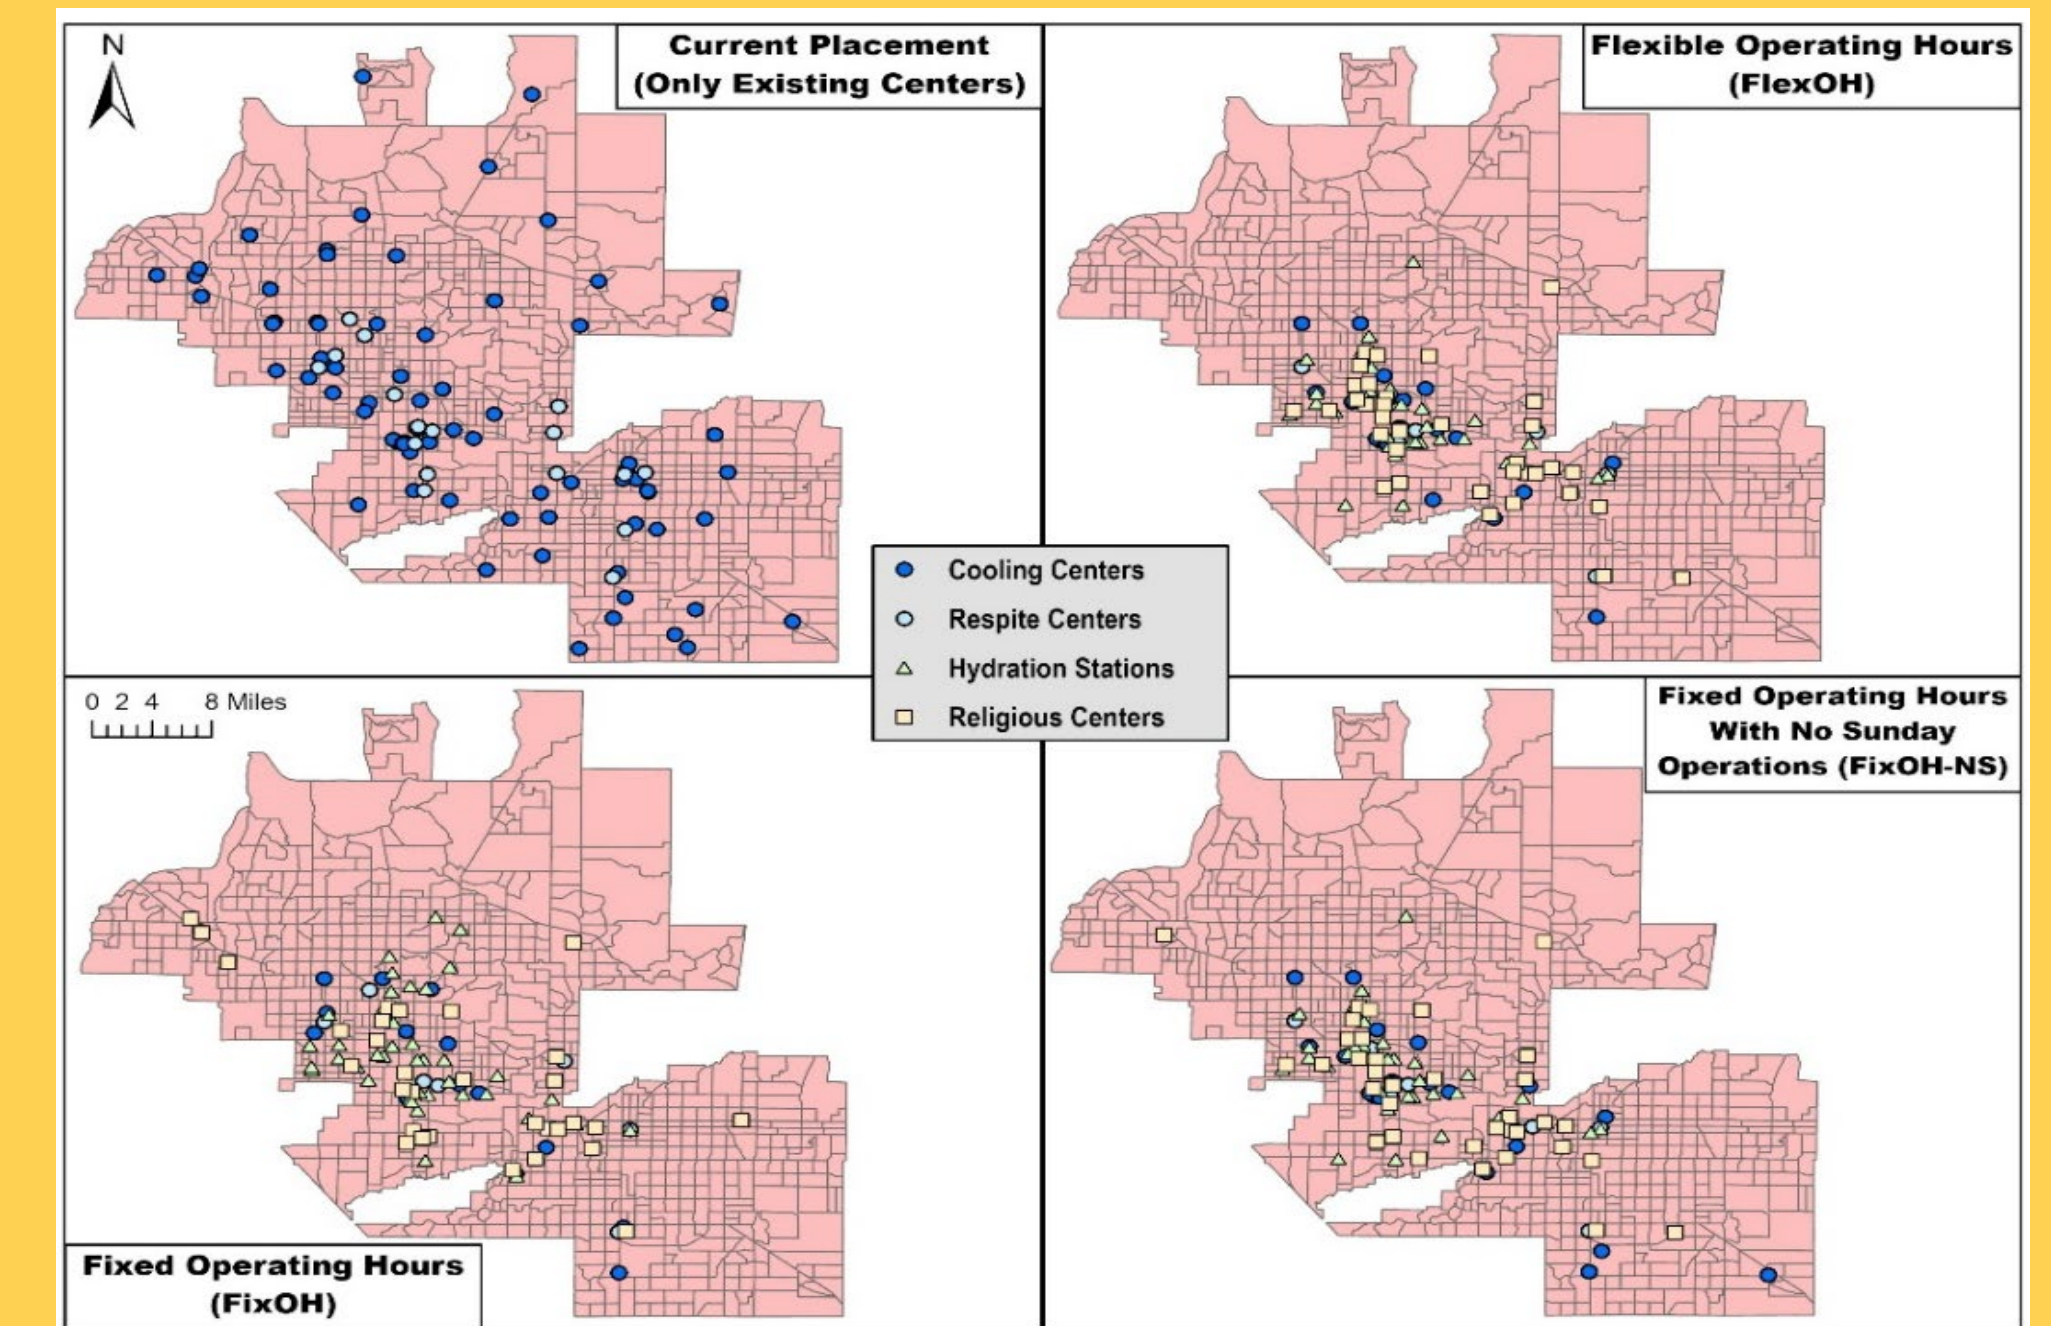 N
Current Placement
(Only Existing Centers)
Flexible Operating Hours
(FlexOH)
Cooling Centers
Respite Centers
Hydration Stations
Religious Centers
0 2 4 8 Miles
Fixed Operating Hours
(FixOH)
Fixed Operating Hours
With No Sunday
Operations (FixOH-NS)